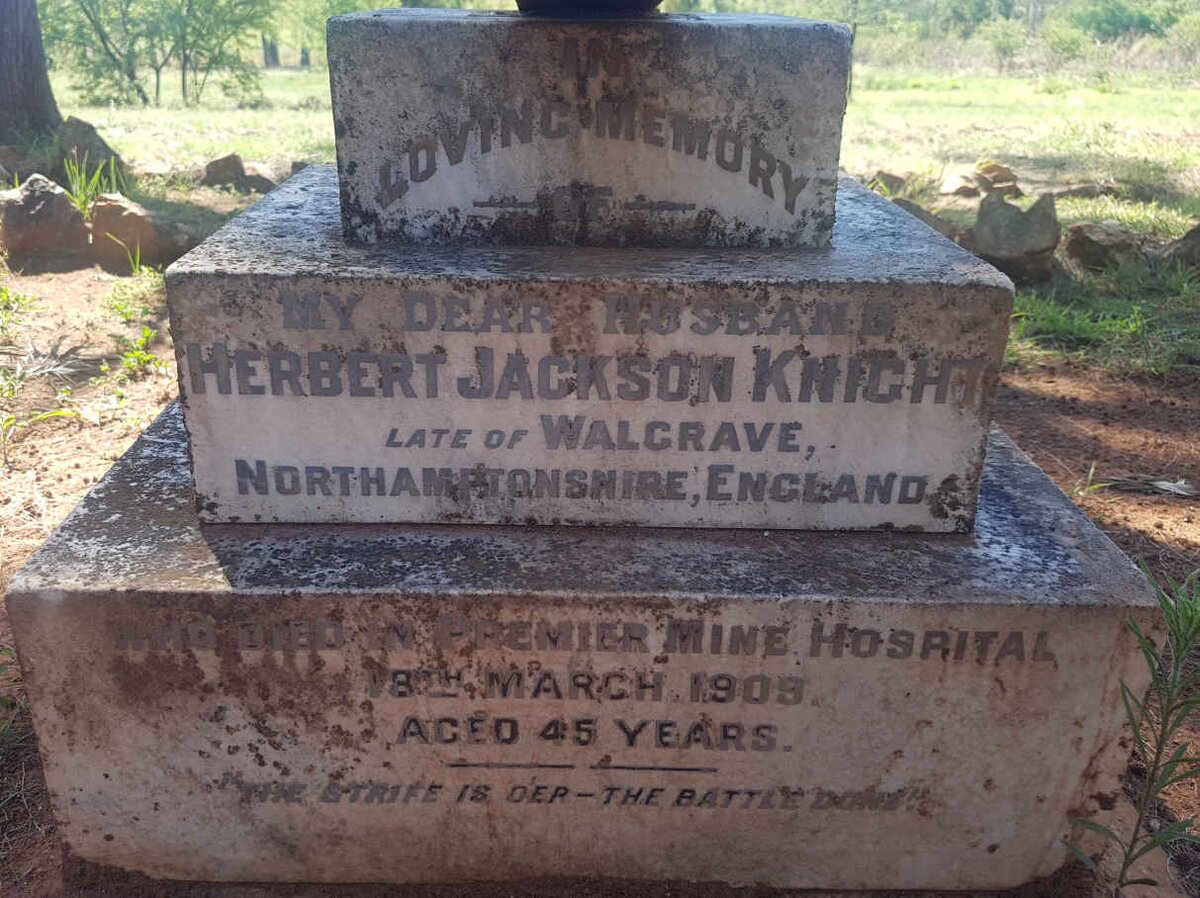 IN
LOVING MEMORY
OF
MY DEAR HUSBAND
HERBERT JACKSON KNIGHT
LATE OF WALGRAVE,
NORTHAMPTONSHIRE, ENGLAND
WHO DIED IN PREMIER MINE HOSPITAL
18TH MARCH 1909.
AGED 45 YEARS.
"THE STRIFE IS OER – THE BATTLE DONE"